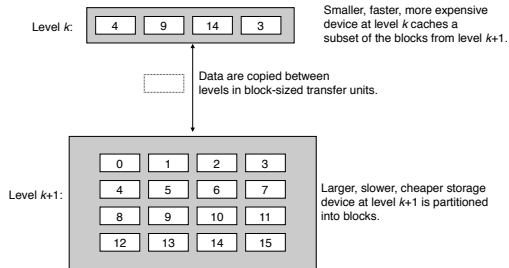 Level k:
4 9 14 3
Smaller, faster, more expensive
device at level k caches a
subset of the blocks from level k+1.
Data are copied between
levels in block-sized transfer units.
Level k+1:
0 1 2 3
4 5 6 7
8 9 10 11
12 13 14 15
Larger, slower, cheaper storage
device at level k+1 is partitioned
into blocks.